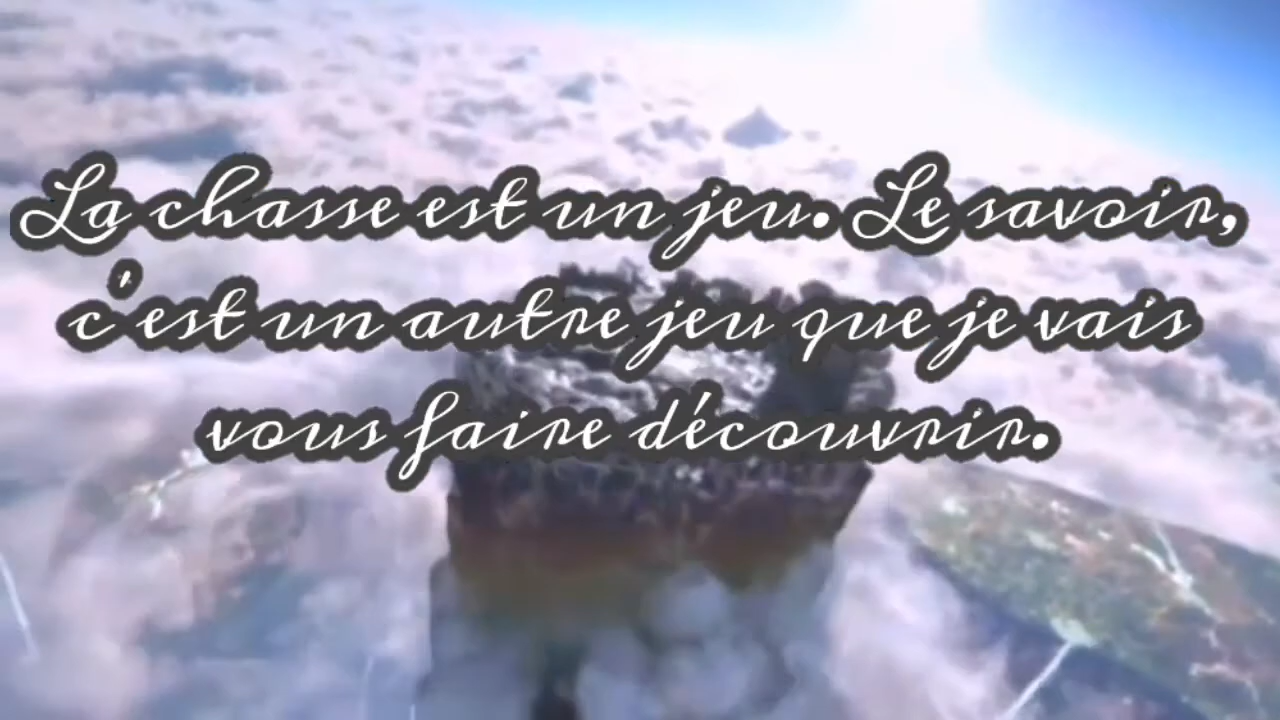 La chasse est un jeu. Le savoir,
c'est un autre jeu que je vais
vous faire découvrir.